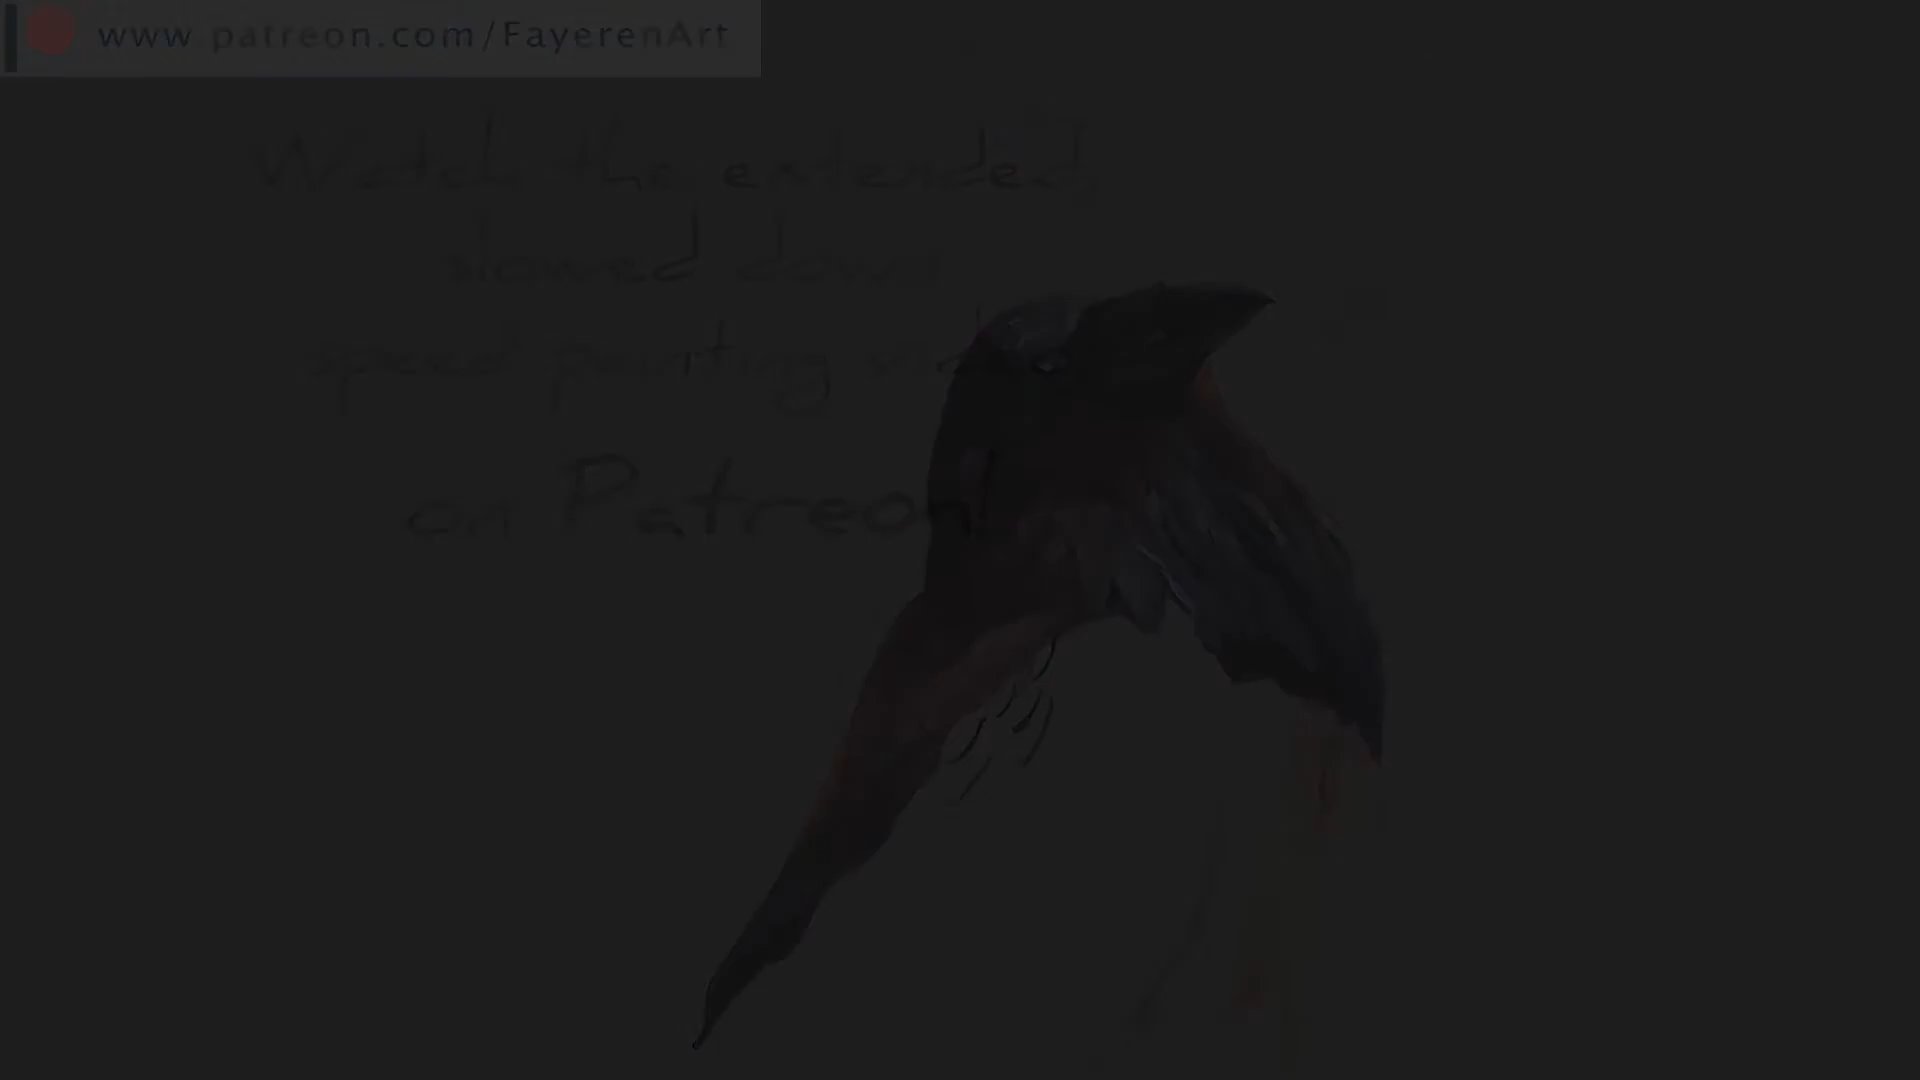 www.patreon.com/FayerenArt
Watch the extended,
slowed down
speed painting video
on Patreon!